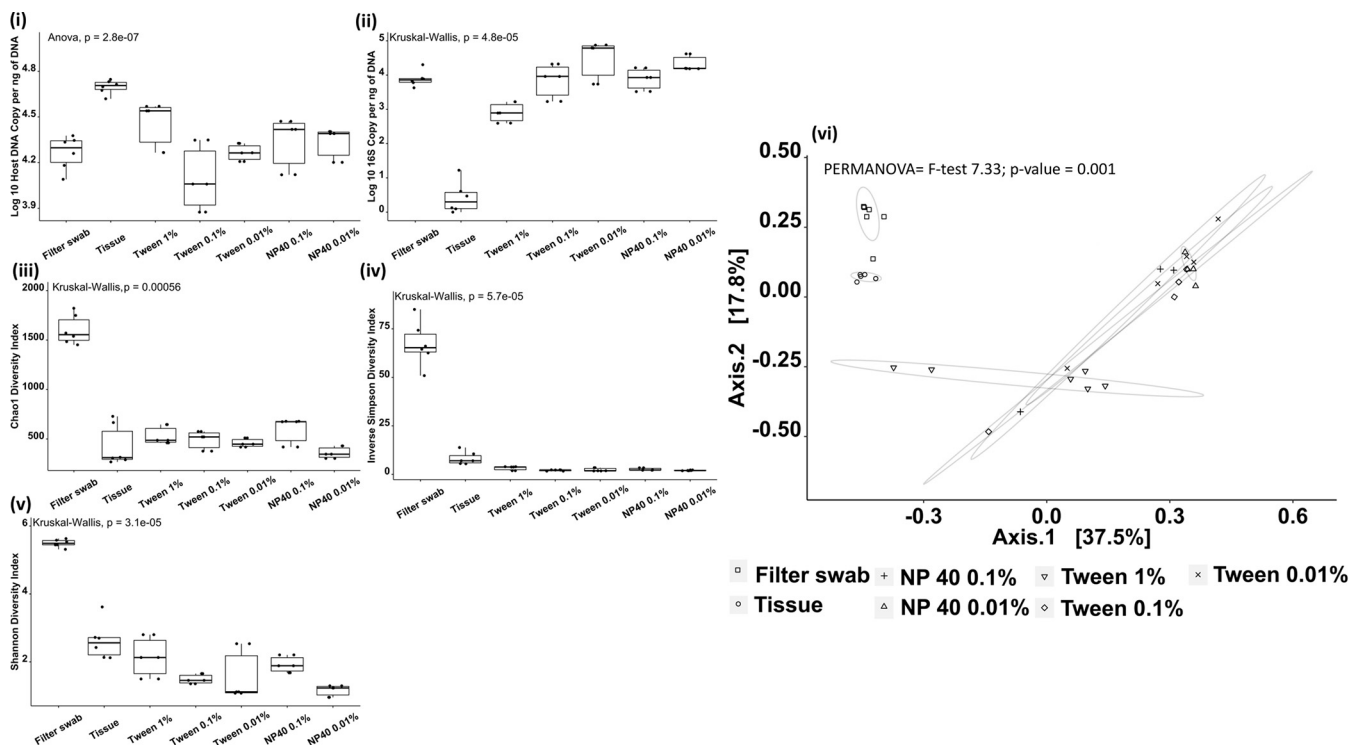 (i)
Anova, p = 2.8e-07
Log 10 Host DNA Copy per ng of DNA
4.8
4.5
4.2
3.9
Filter swab
Tissue
Tween 1%
Tween 0.1%
Tween 0.01%
NP40 0.1%
NP40 0.01%
(ii)
Kruskal-Wallis, p = 4.8e-05
Log 10 16S Copy per ng of DNA
5
4
3
2
1
0
Filter swab
Tissue
Tween 1%
Tween 0.1%
Tween 0.01%
NP40 0.1%
NP40 0.01%
(iii)
Kruskal-Wallis,p = 0.00056
Chao1 Diversity Index
2000
1500
1000
500
Filter swab
Tissue
Tween 1%
Tween 0.1%
Tween 0.01%
NP40 0.1%
NP40 0.01%
(iv)
Kruskal-Wallis, p = 5.7e-05
Inverse Simpson Diversity Index
75
50
25
0
Filter swab
Tissue
Tween 1%
Tween 0.1%
Tween 0.01%
NP40 0.1%
NP40 0.01%
(v)
Kruskal-Wallis, p = 3.1e-05
Shannon Diversity Index
6
4
2
Filter swab
Tissue
Tween 1%
Tween 0.1%
Tween 0.01%
NP40 0.1%
NP40 0.01%
(vi)
PERMANOVA= F-test 7.33; p-value = 0.001
Axis.2 [17.8%]
0.50
0.25
0.00
-0.25
-0.50
-0.3
0.0
0.3
0.6
Axis.1 [37.5%]
Filter swab
NP 40 0.1%
Tween 1%
Tween 0.01%
Tissue
NP 40 0.01%
Tween 0.1%